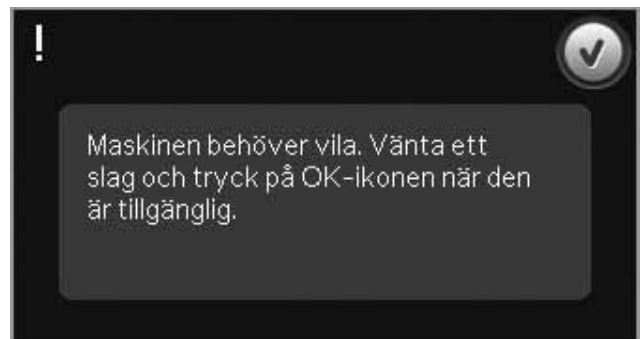 !
Maskinen behöver vila. Vänta ett
slag och tryck på OK-ikonen när den
är tillgänglig.